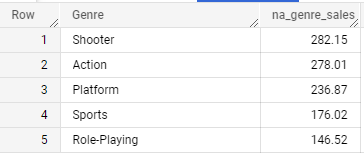 Row Genre na_genre_sales
1 Shooter 282.15
2 Action 278.01
3 Platform 236.87
4 Sports 176.02
5 Role-Playing 146.52